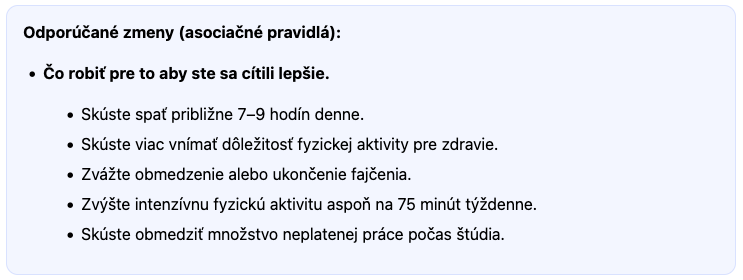 Odporúčané zmeny (asociačné pravidlá):
• Čo robiť pre to aby ste sa cítili lepšie.
• Skúste spať približne 7–9 hodín denne.
• Skúste viac vnímať dôležitosť fyzickej aktivity pre zdravie.
• Zvážte obmedzenie alebo ukončenie fajčenia.
• Zvýšte intenzívnu fyzickú aktivitu aspoň na 75 minút týždenne.
• Skúste obmedziť množstvo neplatenej práce počas štúdia.